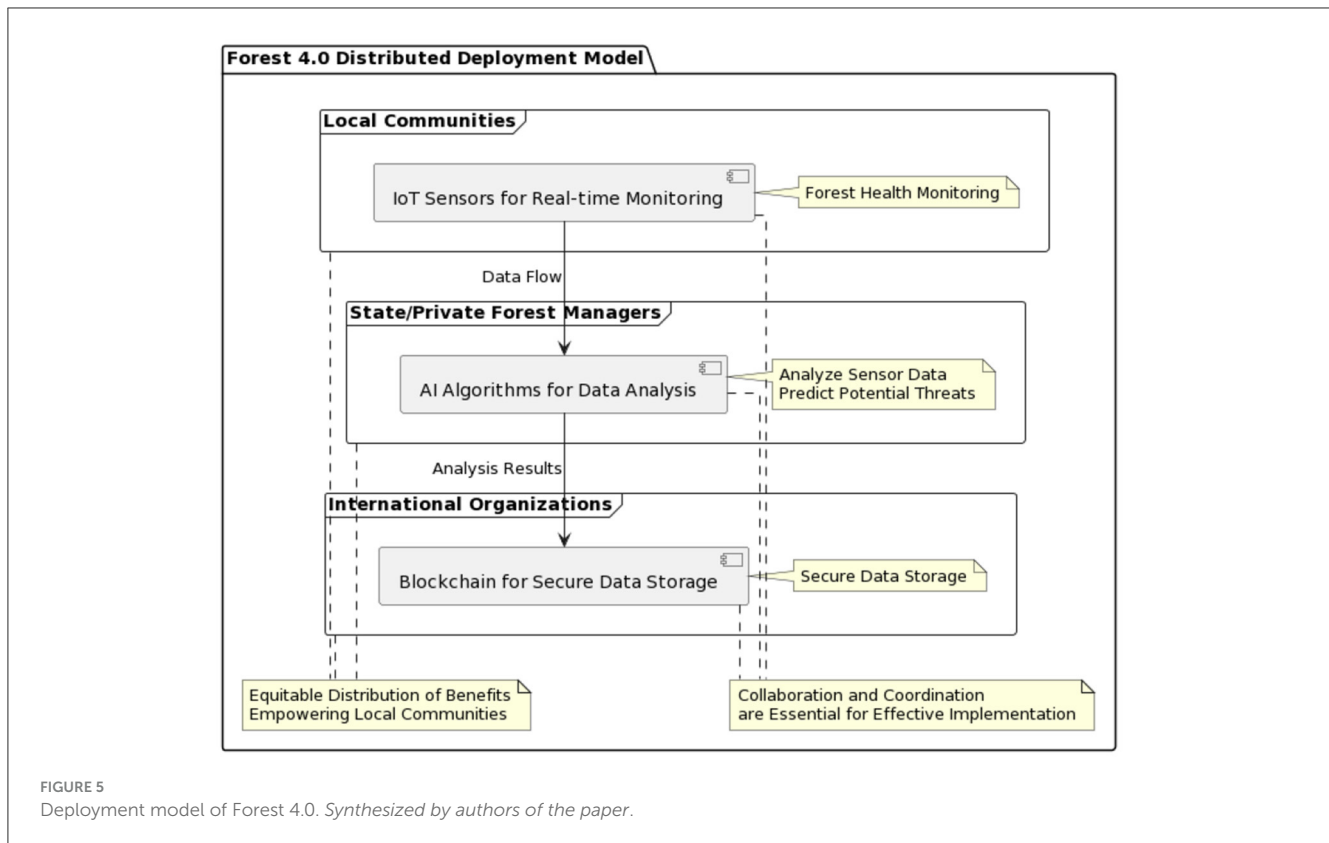 Forest 4.0 Distributed Deployment Model
Local Communities
IoT Sensors for Real-time Monitoring
Forest Health Monitoring
Data Flow
State/Private Forest Managers
AI Algorithms for Data Analysis
Analyze Sensor Data
Predict Potential Threats
Analysis Results
International Organizations
Blockchain for Secure Data Storage
Secure Data Storage
Equitable Distribution of Benefits
Empowering Local Communities
Collaboration and Coordination
are Essential for Effective Implementation
FIGURE 5
Deployment model of Forest 4.0. Synthesized by authors of the paper.